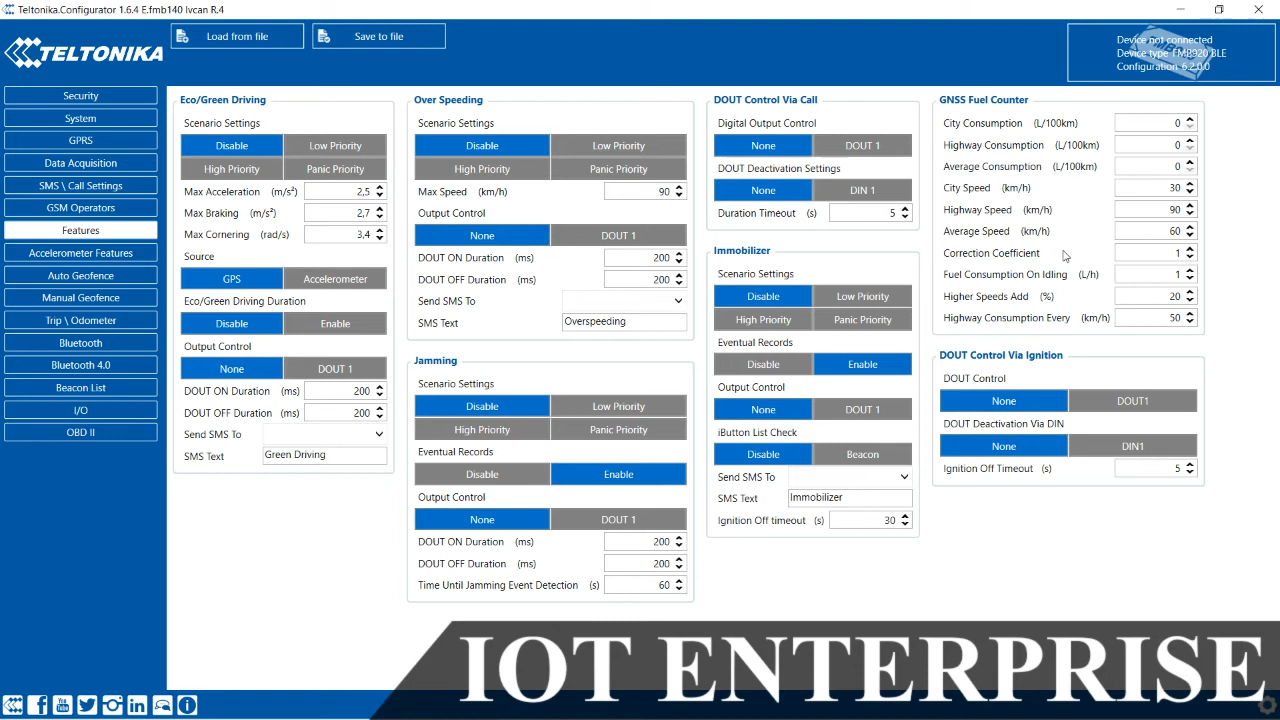 Teltonika.Configurator 1.6.4 E.fmb140 lvcan R.4
TELTONIKA
Load from file
Save to file
Device not connected
Device type FMB920 BLE
Configuration 6.2.0.0
Security
System
GPRS
Data Acquisition
SMS \ Call Settings
GSM Operators
Features
Accelerometer Features
Auto Geofence
Manual Geofence
Trip \ Odometer
Bluetooth
Bluetooth 4.0
Beacon List
I/O
OBD II
Eco/Green Driving
Scenario Settings
Disable Low Priority
High Priority Panic Priority
Max Acceleration (m/s²) 2,5
Max Braking (m/s²) 2,7
Max Cornering (rad/s) 3,4
Source
GPS Accelerometer
Eco/Green Driving Duration
Disable Enable
Output Control
None DOUT 1
DOUT ON Duration (ms) 200
DOUT OFF Duration (ms) 200
Send SMS To
SMS Text Green Driving
Over Speeding
Scenario Settings
Disable Low Priority
High Priority Panic Priority
Max Speed (km/h) 90
Output Control
None DOUT 1
DOUT ON Duration (ms) 200
DOUT OFF Duration (ms) 200
Send SMS To
SMS Text Overspeeding
Jamming
Scenario Settings
Disable Low Priority
High Priority Panic Priority
Eventual Records
Disable Enable
Output Control
None DOUT 1
DOUT ON Duration (ms) 200
DOUT OFF Duration (ms) 200
Time Until Jamming Event Detection (s) 60
DOUT Control Via Call
Digital Output Control
None DOUT 1
DOUT Deactivation Settings
None DIN 1
Duration Timeout (s) 5
Immobilizer
Scenario Settings
Disable Low Priority
High Priority Panic Priority
Eventual Records
Disable Enable
Output Control
None DOUT 1
iButton List Check
Disable Beacon
Send SMS To
SMS Text Immobilizer
Ignition Off timeout (s) 30
GNSS Fuel Counter
City Consumption (L/100km) 0
Highway Consumption (L/100km) 0
Average Consumption (L/100km) 0
City Speed (km/h) 30
Highway Speed (km/h) 90
Average Speed (km/h) 60
Correction Coefficient 1
Fuel Consumption On Idling (L/h) 1
Higher Speeds Add (%) 20
Highway Consumption Every (km/h) 50
DOUT Control Via Ignition
DOUT Control
None DOUT1
DOUT Deactivation Via DIN
None DIN1
Ignition Off Timeout (s) 5
IOT ENTERPRISE